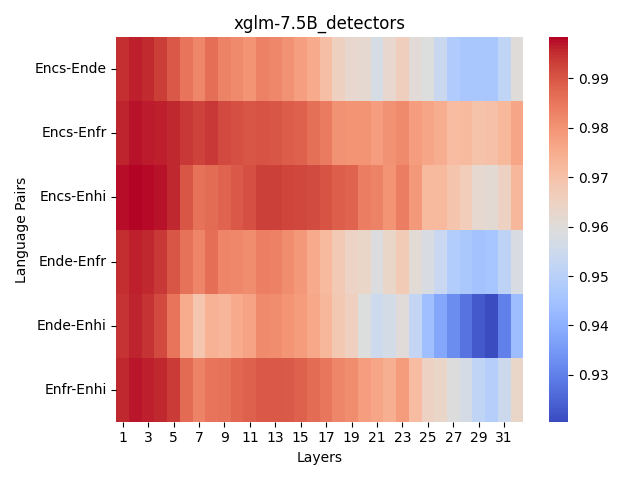 xglm-7.5B_detectors
Language Pairs
Encs-Ende
Encs-Enfr
Encs-Enhi
Ende-Enfr
Ende-Enhi
Enfr-Enhi
1 3 5 7 9 11 13 15 17 19 21 23 25 27 29 31
Layers
0.99
0.98
0.97
0.96
0.95
0.94
0.93